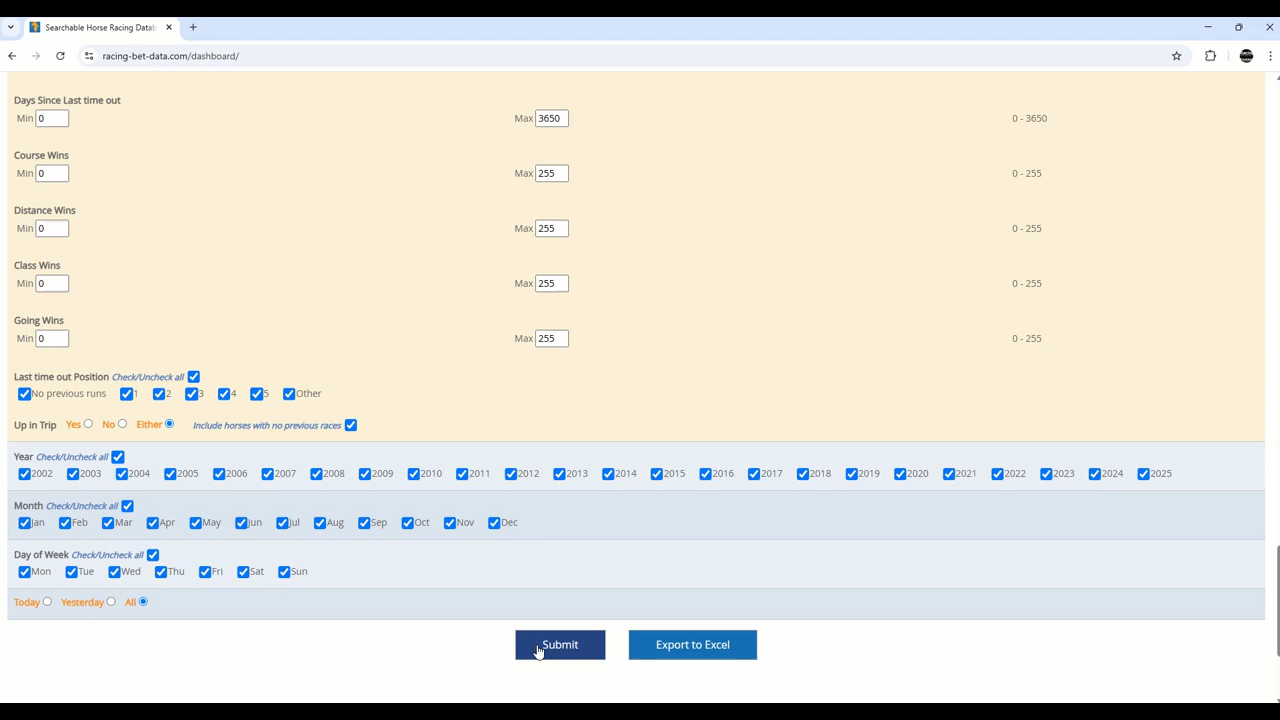 Searchable Horse Racing Datab
racing-bet-data.com/dashboard/
Days Since Last time out
Min 0 Max 3650 0 - 3650
Course Wins
Min 0 Max 255 0 - 255
Distance Wins
Min 0 Max 255 0 - 255
Class Wins
Min 0 Max 255 0 - 255
Going Wins
Min 0 Max 255 0 - 255
Last time out Position Check/Uncheck all
No previous runs 1 2 3 4 5 Other
Up in Trip Yes No Either Include horses with no previous races
Year Check/Uncheck all
2002 2003 2004 2005 2006 2007 2008 2009 2010 2011 2012 2013 2014 2015 2016 2017 2018 2019 2020 2021 2022 2023 2024 2025
Month Check/Uncheck all
Jan Feb Mar Apr May Jun Jul Aug Sep Oct Nov Dec
Day of Week Check/Uncheck all
Mon Tue Wed Thu Fri Sat Sun
Today Yesterday All
Submit Export to Excel